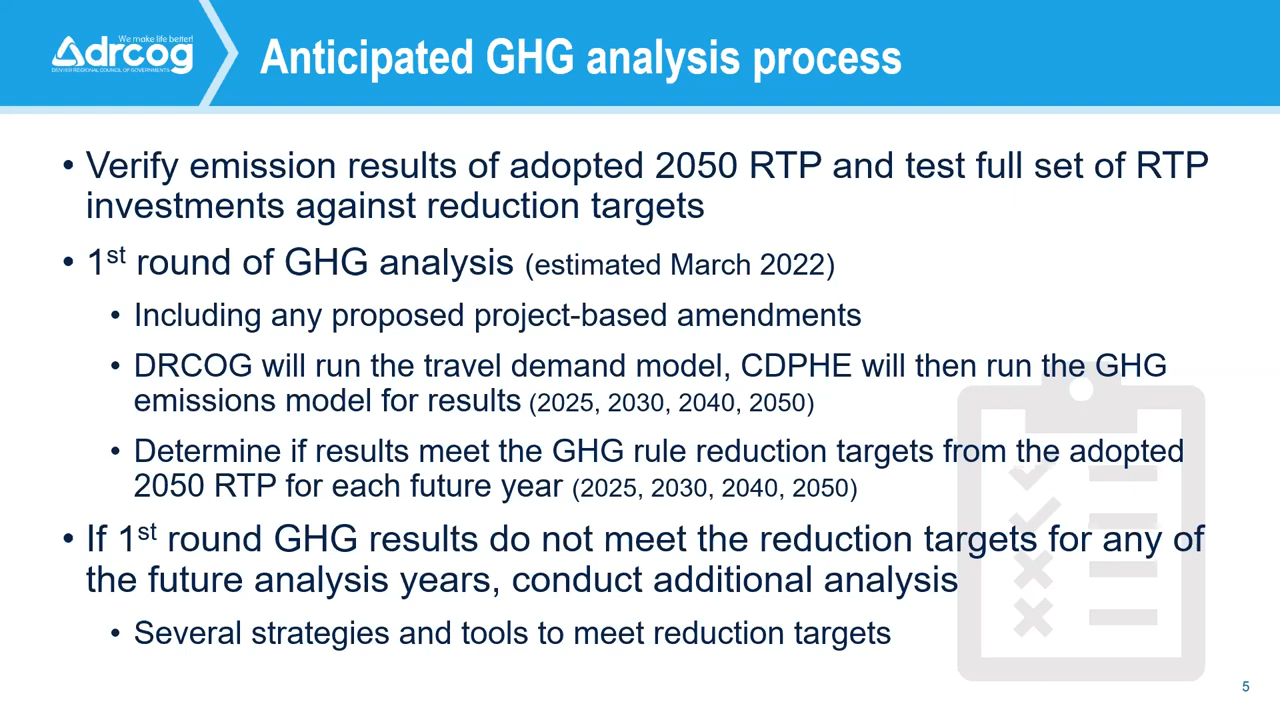 We make life better!
drcog
DENVER REGIONAL COUNCIL OF GOVERNMENTS
Anticipated GHG analysis process
• Verify emission results of adopted 2050 RTP and test full set of RTP
investments against reduction targets
• 1st round of GHG analysis (estimated March 2022)
• Including any proposed project-based amendments
• DRCOG will run the travel demand model, CDPHE will then run the GHG
emissions model for results (2025, 2030, 2040, 2050)
• Determine if results meet the GHG rule reduction targets from the adopted
2050 RTP for each future year (2025, 2030, 2040, 2050)
• If 1st round GHG results do not meet the reduction targets for any of
the future analysis years, conduct additional analysis
• Several strategies and tools to meet reduction targets
5